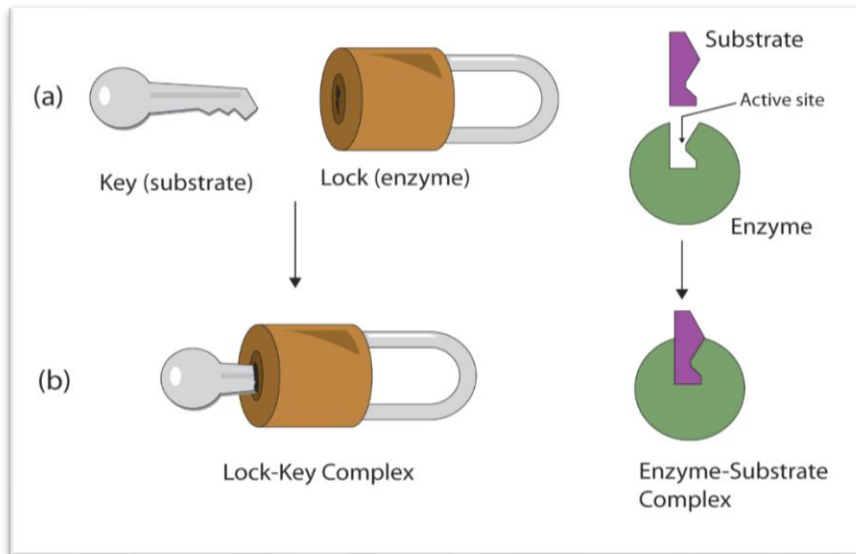 (a)
Key (substrate)
Lock (enzyme)
Substrate
Active site
Enzyme
(b)
Lock-Key Complex
Enzyme-Substrate
Complex